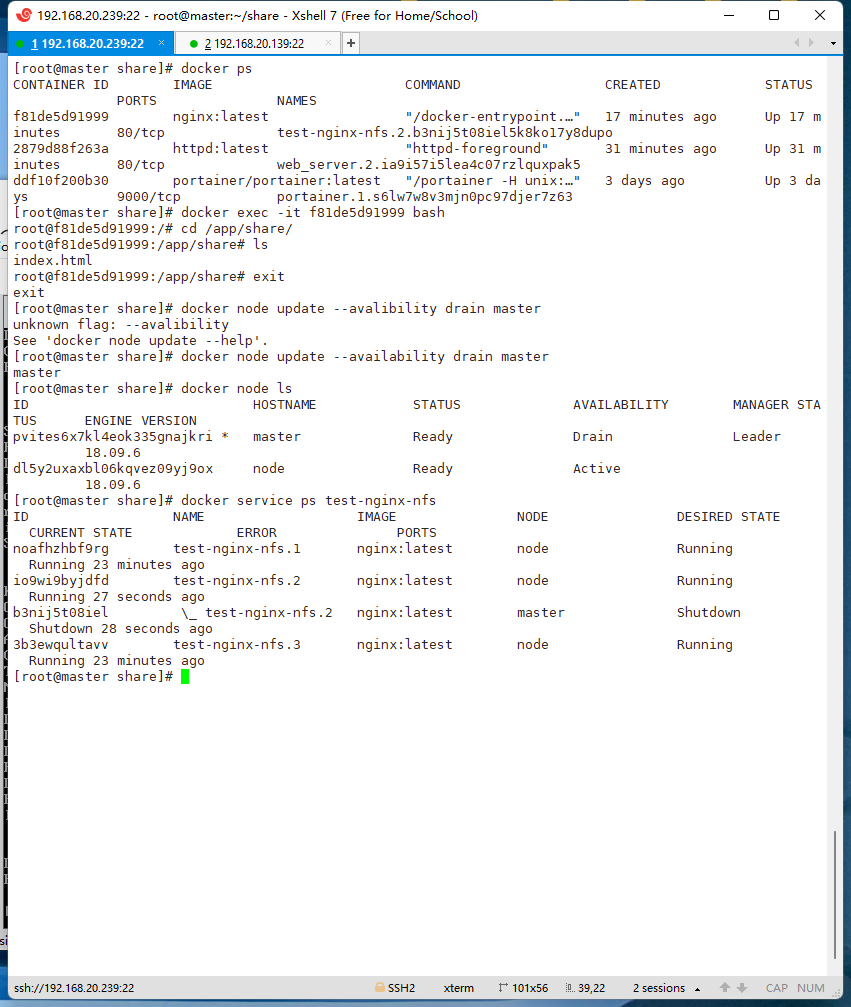 192.168.20.239:22 - root@master:~/share - Xshell 7 (Free for Home/School)
1 192.168.20.239:22 × 2 192.168.20.139:22 × +
[root@master share]# docker ps
CONTAINER ID        IMAGE                        COMMAND                  CREATED             STATUS
             PORTS               NAMES
f81de5d91999        nginx:latest                 "/docker-entrypoint.…"   17 minutes ago      Up 17 m
inutes       80/tcp              test-nginx-nfs.2.b3nij5t08iel5k8ko17y8dupo
2879d88f263a        httpd:latest                 "httpd-foreground"       31 minutes ago      Up 31 m
inutes       80/tcp              web_server.2.ia9i57i5lea4c07rzlquxpak5
ddf10f200b30        portainer/portainer:latest   "/portainer -H unix:…"   3 days ago          Up 3 da
ys           9000/tcp            portainer.1.s6lw7w8v3mjn0pc97djer7z63
[root@master share]# docker exec -it f81de5d91999 bash
root@f81de5d91999:/# cd /app/share/
root@f81de5d91999:/app/share# ls
index.html
root@f81de5d91999:/app/share# exit
exit
[root@master share]# docker node update --avalibility drain master
unknown flag: --avalibility
See 'docker node update --help'.
[root@master share]# docker node update --availability drain master
master
[root@master share]# docker node ls
ID                            HOSTNAME            STATUS              AVAILABILITY        MANAGER STA
TUS      ENGINE VERSION
pvites6x7kl4eok335gnajkri *   master              Ready               Drain               Leader
         18.09.6
dl5y2uxaxbl06kqvez09yj9ox     node                Ready               Active
         18.09.6
[root@master share]# docker service ps test-nginx-nfs
ID                  NAME                   IMAGE               NODE                DESIRED STATE
  CURRENT STATE             ERROR               PORTS
noafhzhbf9rg        test-nginx-nfs.1       nginx:latest        node                Running
  Running 23 minutes ago
io9wi9byjdfd        test-nginx-nfs.2       nginx:latest        node                Running
  Running 27 seconds ago
b3nij5t08iel         \_ test-nginx-nfs.2   nginx:latest        master              Shutdown
  Shutdown 28 seconds ago
3b3ewqultavv        test-nginx-nfs.3       nginx:latest        node                Running
  Running 23 minutes ago
[root@master share]#
ssh://192.168.20.239:22 SSH2 xterm 101x56 39,22 2 sessions CAP NUM